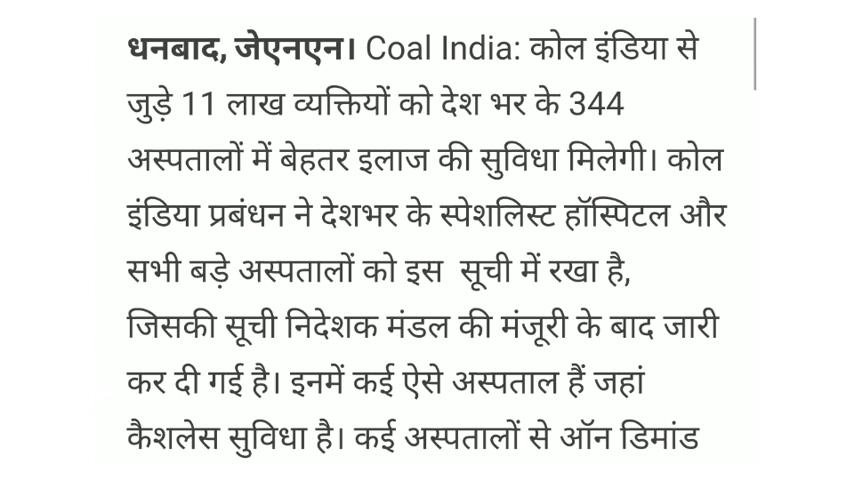 धनबाद, जेएनएन। Coal India: कोल इंडिया से
जुड़े 11 लाख व्यक्तियों को देश भर के 344
अस्पतालों में बेहतर इलाज की सुविधा मिलेगी। कोल
इंडिया प्रबंधन ने देशभर के स्पेशलिस्ट हॉस्पिटल और
सभी बड़े अस्पतालों को इस सूची में रखा है,
जिसकी सूची निदेशक मंडल की मंजूरी के बाद जारी
कर दी गई है। इनमें कई ऐसे अस्पताल हैं जहां
कैशलेस सुविधा है। कई अस्पतालों से ऑन डिमांड